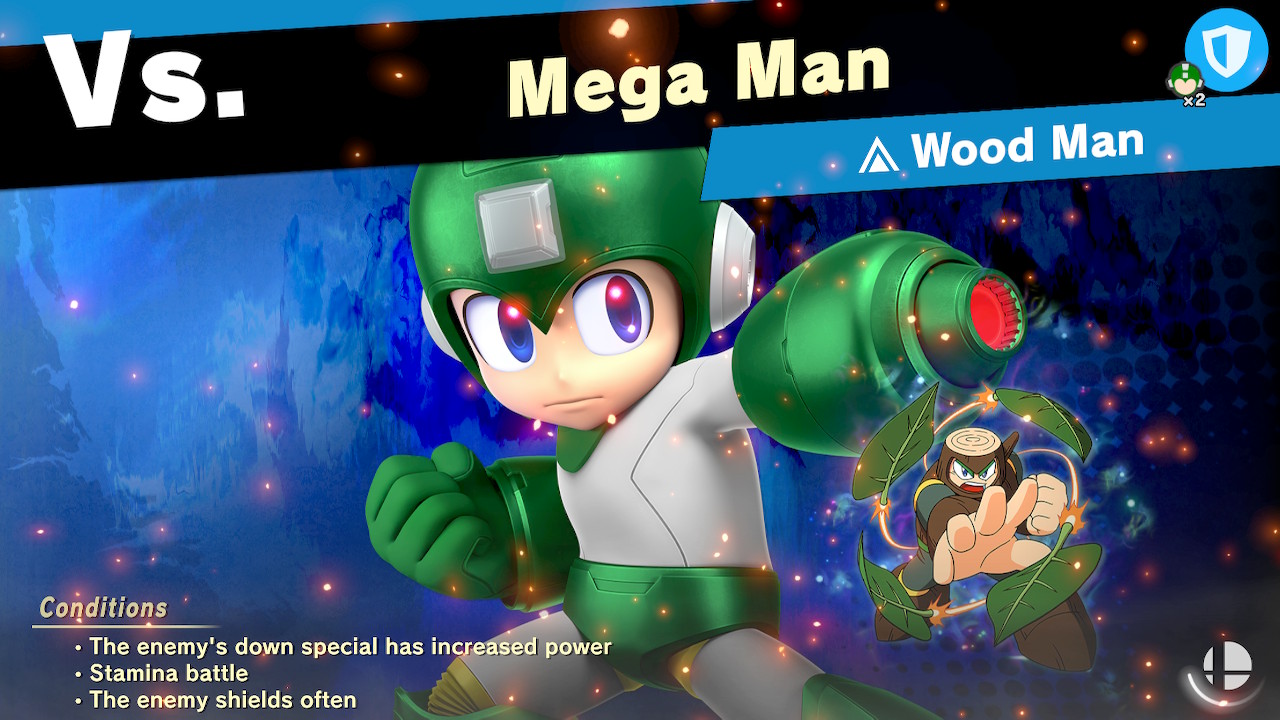 Vs.
Mega Man
Wood Man
x2
Conditions
• The enemy's down special has increased power
• Stamina battle
• The enemy shields often